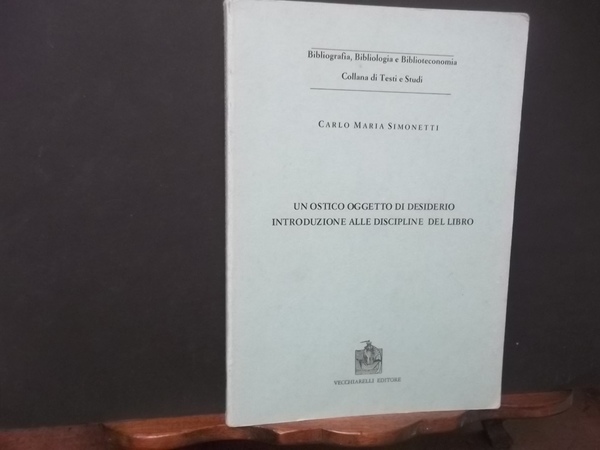 Bibliografia, Bibliologia e Biblioteconomia
Collana di Testi e Studi
CARLO MARIA SIMONETTI
UN OSTICO OGGETTO DI DESIDERIO
INTRODUZIONE ALLE DISCIPLINE DEL LIBRO
VECCHIARELLI EDITORE